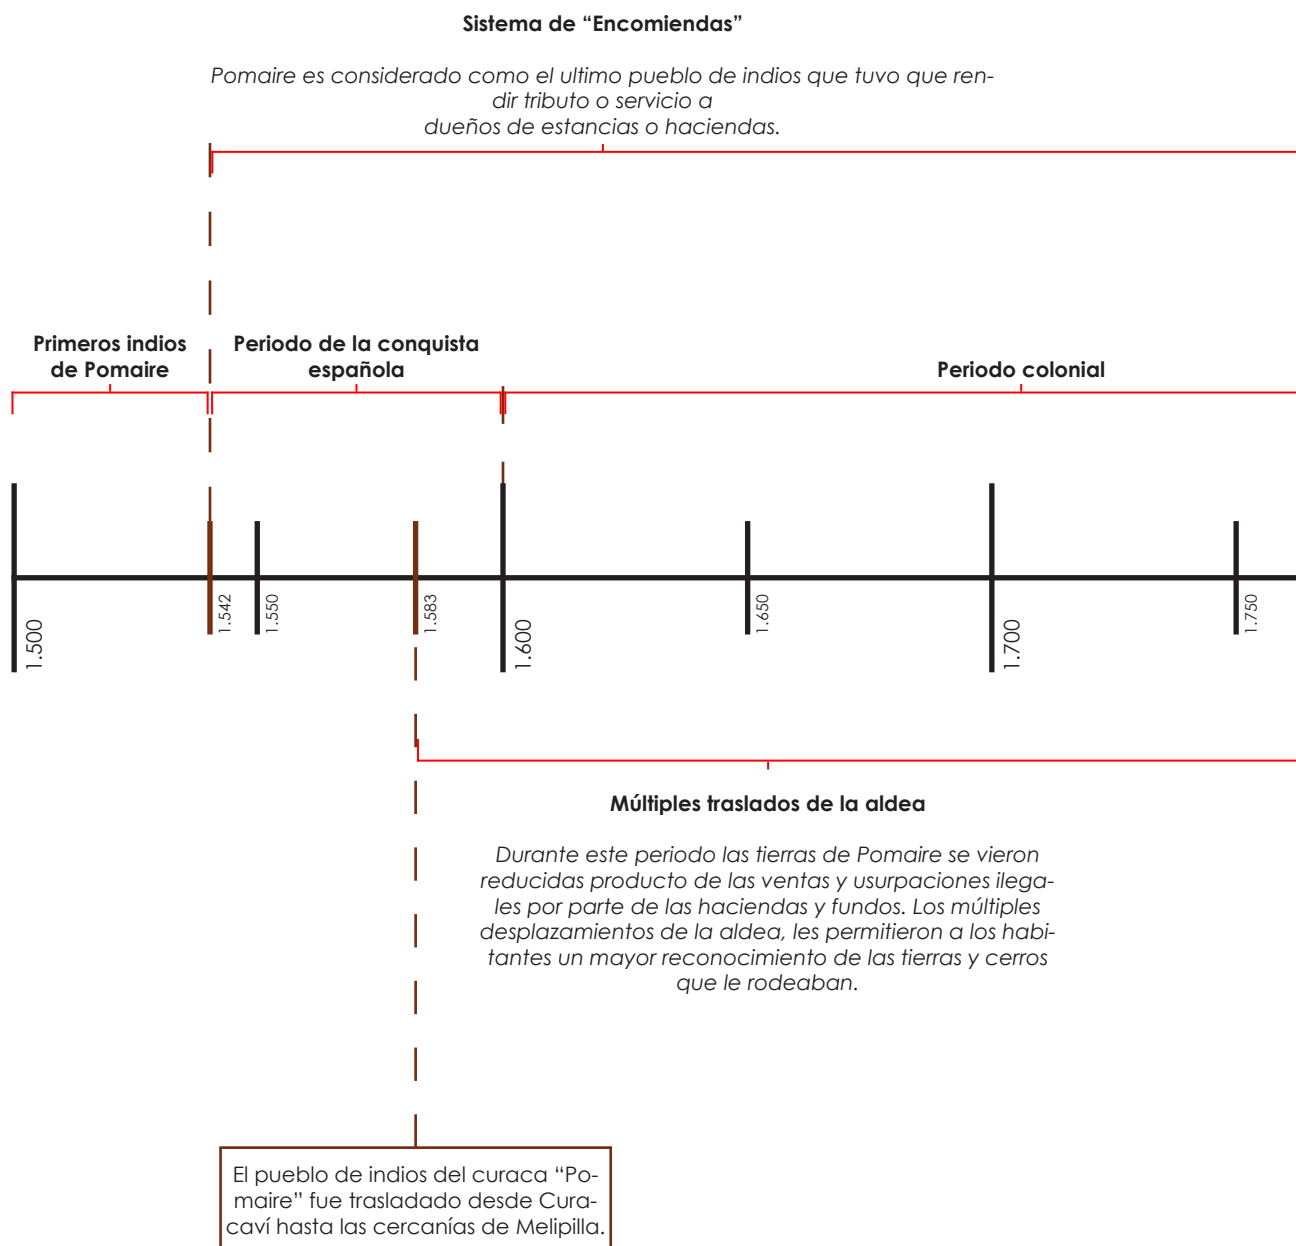 Sistema de “Encomiendas”
Pomaire es considerado como el ultimo pueblo de indios que tuvo que ren-
dir tributo o servicio a
dueños de estancias o haciendas.
Primeros indios
de Pomaire
Periodo de la conquista
española
Periodo colonial
1.500
1.542
1.550
1.583
1.600
1.650
1.700
1.750
Múltiples traslados de la aldea
Durante este periodo las tierras de Pomaire se vieron
reducidas producto de las ventas y usurpaciones ilega-
les por parte de las haciendas y fundos. Los múltiples
desplazamientos de la aldea, les permitieron a los habi-
tantes un mayor reconocimiento de las tierras y cerros
que le rodeaban.
El pueblo de indios del curaca “Po-
maire” fue trasladado desde Cura-
caví hasta las cercanías de Melipilla.